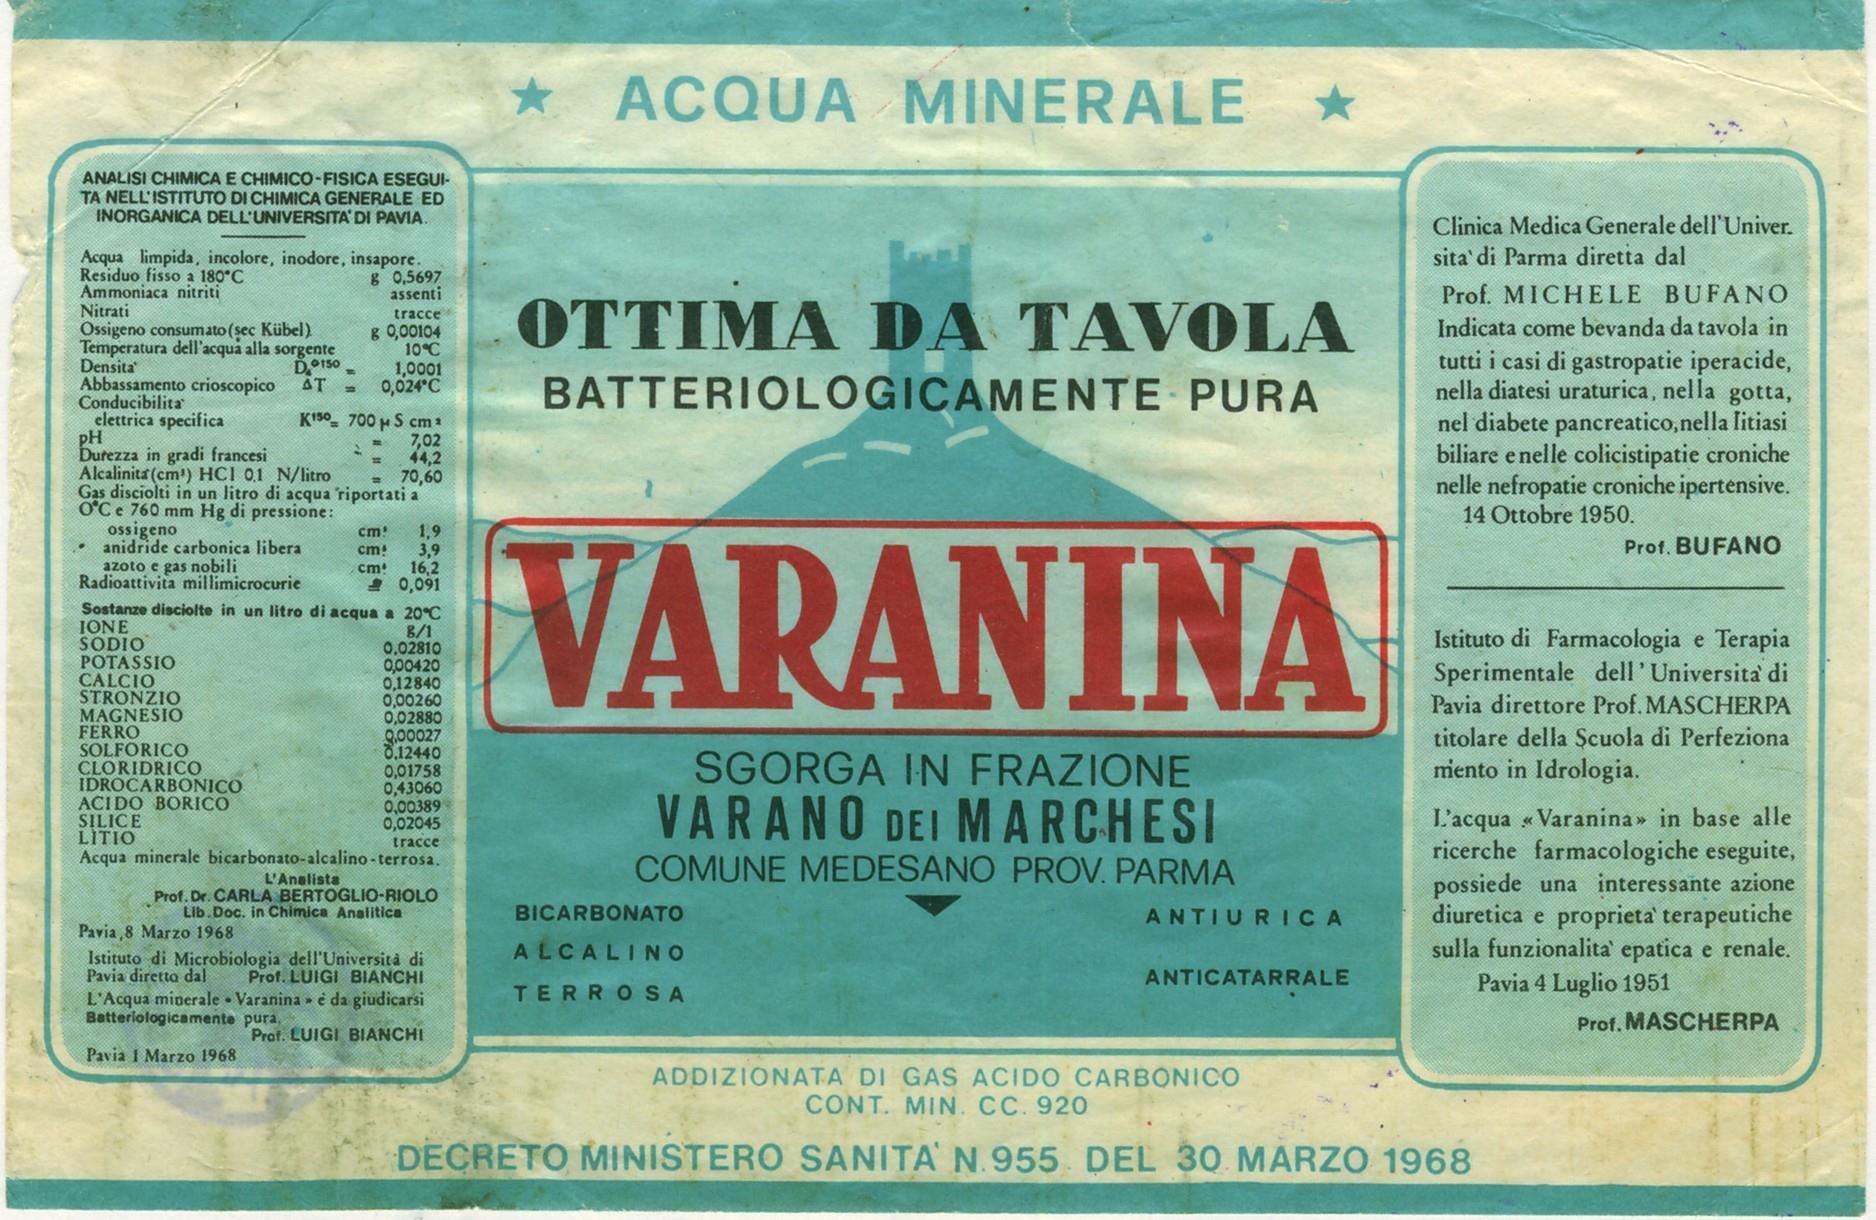 ★ ACQUA MINERALE ★
ANALISI CHIMICA E CHIMICO-FISICA ESEGUI-
TA NELL'ISTITUTO DI CHIMICA GENERALE ED
INORGANICA DELL'UNIVERSITA' DI PAVIA.
Acqua limpida, incolore, inodore, insapore.
Residuo fisso a 180°C g 0,5697
Ammoniaca nitriti assenti
Nitrati tracce
Ossigeno consumato (sec Kübel) g 0,00104
Temperatura dell'acqua alla sorgente 10°C
Densita' = 1,0001
Abbassamento crioscopico ΔT = 0,024°C
Conducibilita'
elettrica specifica K¹⁵⁰= 700 µ S cm
pH = 7,02
Durezza in gradi francesi = 44,2
Alcalinitá (cm³) HCl 0,1 N/litro = 70,60
Gas disciolti in un litro di acqua riportati a
0°C e 760 mm Hg di pressione:
ossigeno cm³ 1,9
anidride carbonica libera cm³ 3,9
azoto e gas nobili cm³ 16,2
Radioattivita millimicrocurie 0,091
Sostanze disciolte in un litro di acqua a 20°C
IONE g/l
SODIO 0,02810
POTASSIO 0,00420
CALCIO 0,12840
STRONZIO 0,00260
MAGNESIO 0,02880
FERRO 0,00027
SOLFORICO 0,12440
CLORIDRICO 0,01758
IDROCARBONICO 0,43060
ACIDO BORICO 0,00389
SILICE 0,02045
LITIO tracce
Acqua minerale bicarbonato-alcalino-terrosa.
L'Analista
Prof. Dr. CARLA BERTOGLIO-RIOLO
Lib. Doc. in Chimica Analitica
Pavia, 8 Marzo 1968
Istituto di Microbiologia dell'Università di
Pavia diretto dal Prof. LUIGI BIANCHI
L'Acqua minerale «Varanina» è da giudicarsi
Batteriologicamente pura.
Prof. LUIGI BIANCHI
Pavia 1 Marzo 1968
OTTIMA DA TAVOLA
BATTERIOLOGICAMENTE PURA
VARANINA
SGORGA IN FRAZIONE
VARANO DEI MARCHESI
COMUNE MEDESANO PROV. PARMA
BICARBONATO
ALCALINO
TERROSA
ANTIURICA
ANTICATARRALE
Clinica Medica Generale dell'Univer-
sita' di Parma diretta dal
Prof. MICHELE BUFANO
Indicata come bevanda da tavola in
tutti i casi di gastropatie iperacide,
nella diatesi uraturica, nella gotta,
nel diabete pancreatico, nella litiasi
biliare e nelle colicistipatie croniche
nelle nefropatie croniche ipertensive.
14 Ottobre 1950.
Prof. BUFANO
Istituto di Farmacologia e Terapia
Sperimentale dell'Universita' di
Pavia direttore Prof. MASCHERPA
titolare della Scuola di Perfeziona
mento in Idrologia.
L'acqua «Varanina» in base alle
ricerche farmacologiche eseguite,
possiede una interessante azione
diuretica e proprieta' terapeutiche
sulla funzionalita' epatica e renale.
Pavia 4 Luglio 1951
Prof. MASCHERPA
ADDIZIONATA DI GAS ACIDO CARBONICO
CONT. MIN. CC. 920
DECRETO MINISTERO SANITA' N. 955 DEL 30 MARZO 1968